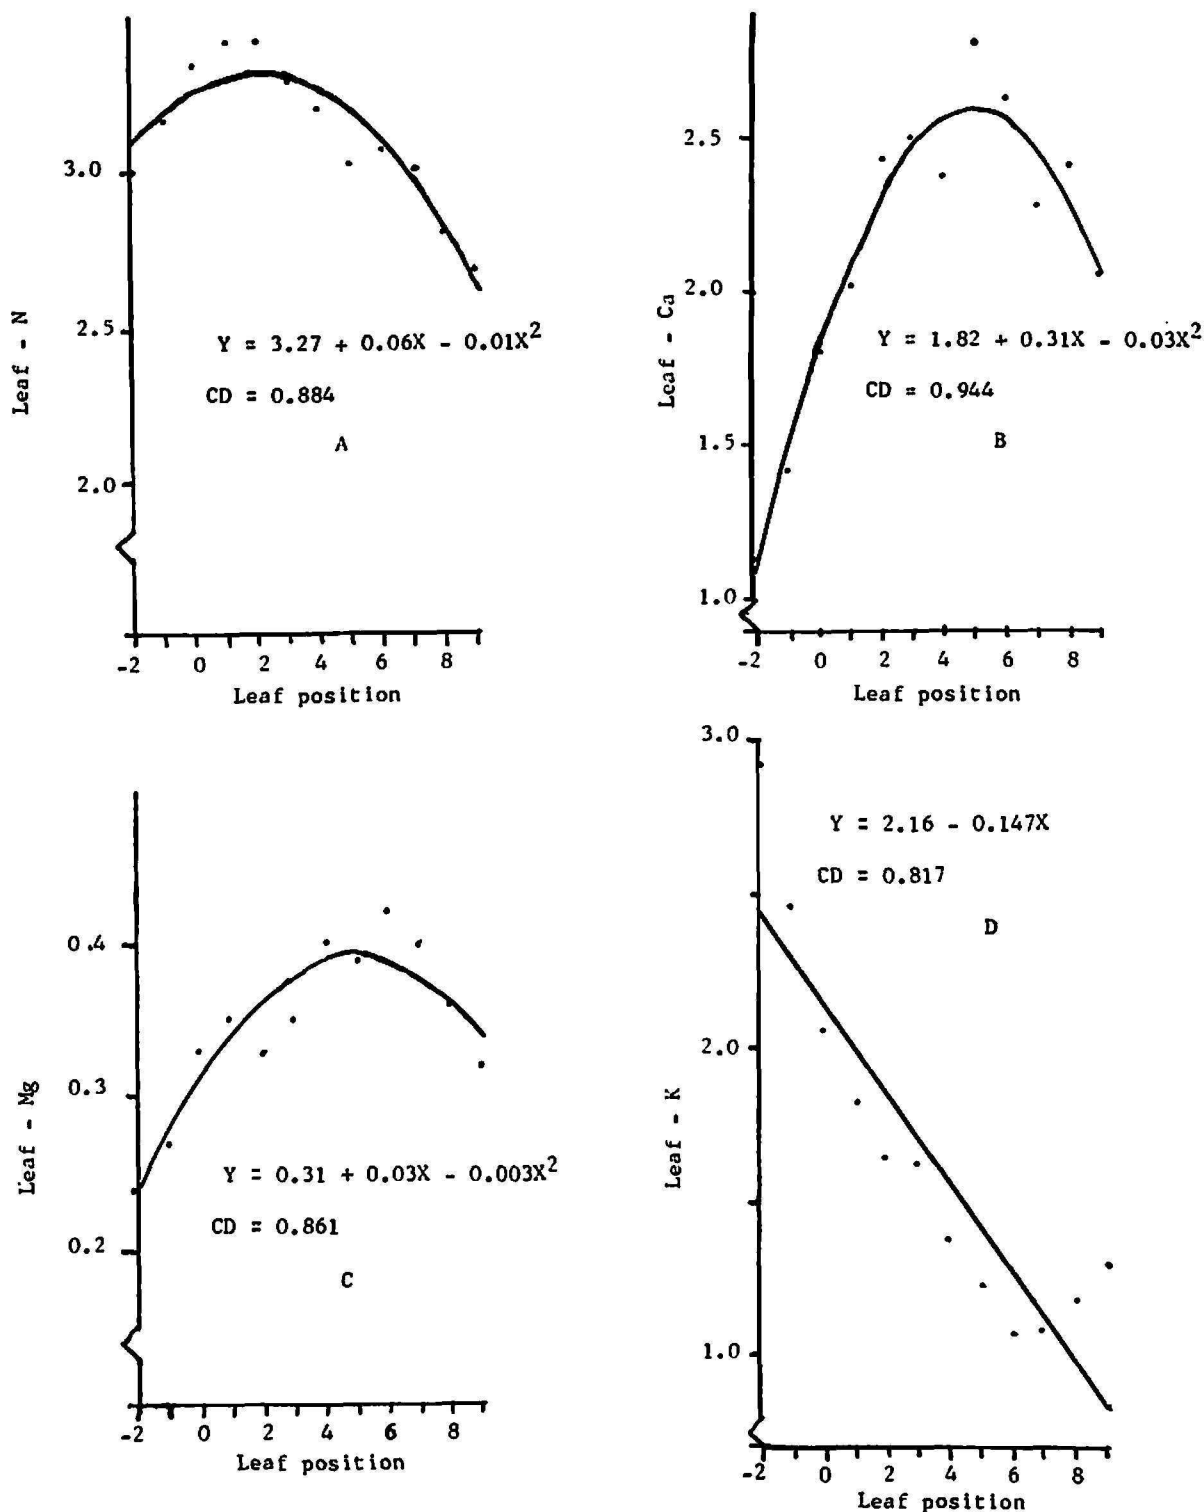 3.0
2.5
2.0
Leaf - N
Y = 3.27 + 0.06X - 0.01X²
CD = 0.884
A
-2 0 2 4 6 8
Leaf position
2.5
2.0
1.5
1.0
Leaf - Ca
Y = 1.82 + 0.31X - 0.03X²
CD = 0.944
B
-2 0 2 4 6 8
Leaf position
0.4
0.3
0.2
Leaf - Mg
Y = 0.31 + 0.03X - 0.003X²
CD = 0.861
C
-2 0 2 4 6 8
Leaf position
3.0
2.0
1.0
Leaf - K
Y = 2.16 - 0.147X
CD = 0.817
D
-2 0 2 4 6 8
Leaf position